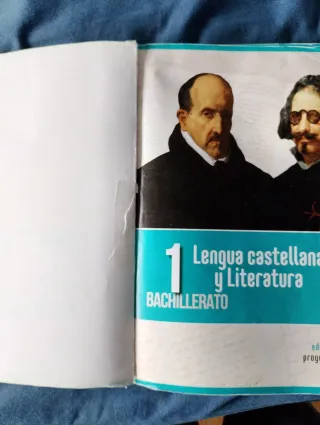 1 Lengua castellana
y Literatura
BACHILLERATO